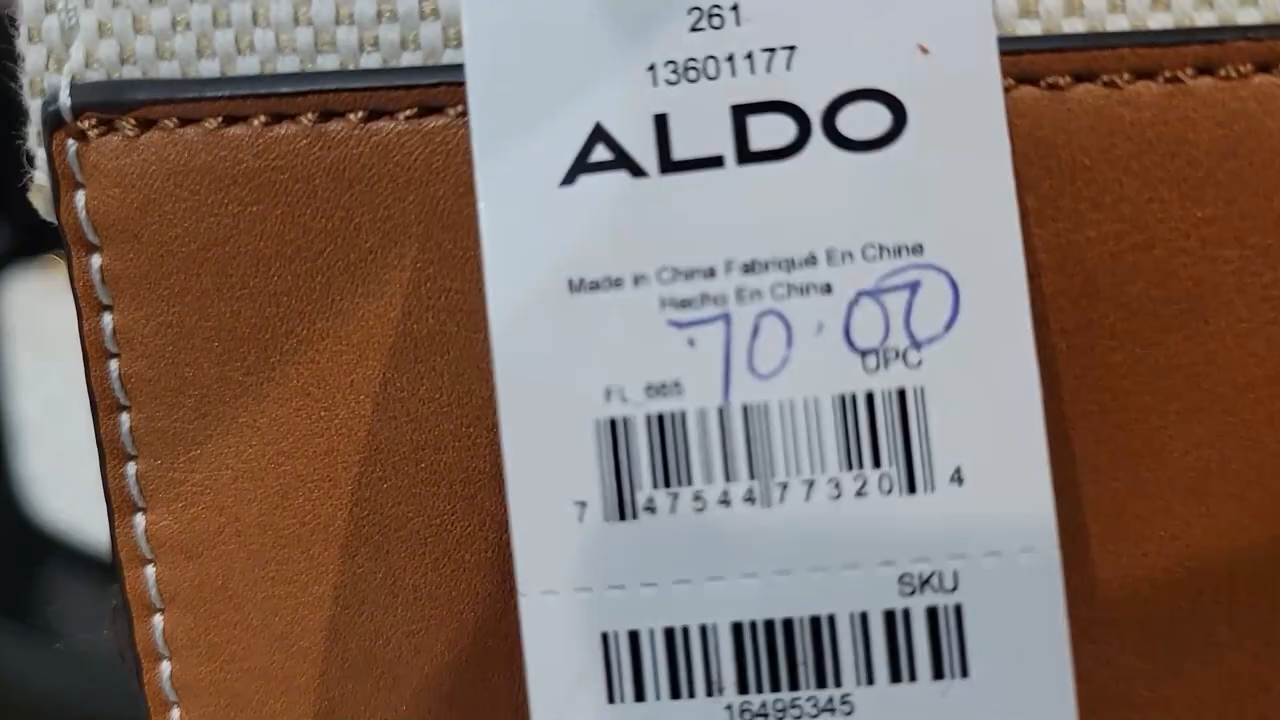 261
13601177
ALDO
Made in China Fabriqué En Chine
Hecho En China
70.00
UPC
FL_665
7 47544 77320 4
SKU
16495345